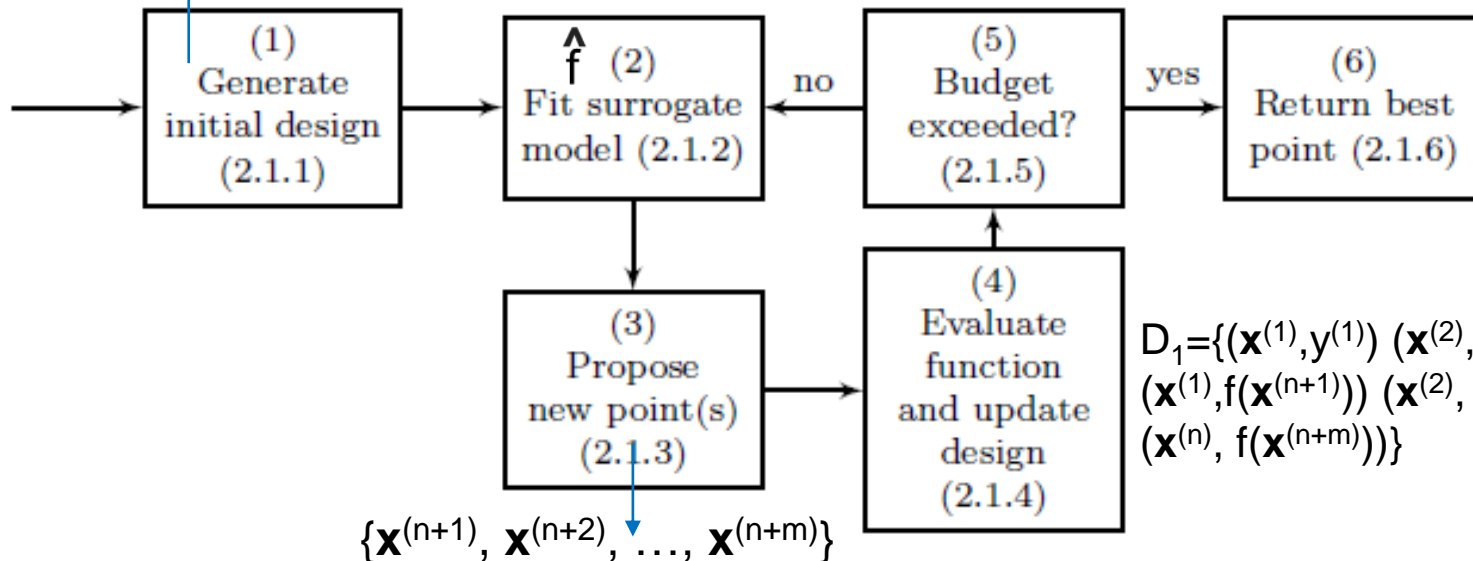 (1)
Generate
initial design
(2.1.1)
f̂ (2)
Fit surrogate
model (2.1.2)
no
(5)
Budget
exceeded?
(2.1.5)
yes
(6)
Return best
point (2.1.6)
(3)
Propose
new point(s)
(2.1.3)
{x⁽ⁿ⁺¹⁾, x⁽ⁿ⁺²⁾, …, x⁽ⁿ⁺ᵐ⁾}
(4)
Evaluate
function
and update
design
(2.1.4)
D₁={(x⁽¹⁾,y⁽¹⁾) (x⁽²⁾,
(x⁽¹⁾,f(x⁽ⁿ⁺¹⁾)) (x⁽²⁾,
(x⁽ⁿ⁾, f(x⁽ⁿ⁺ᵐ⁾))}